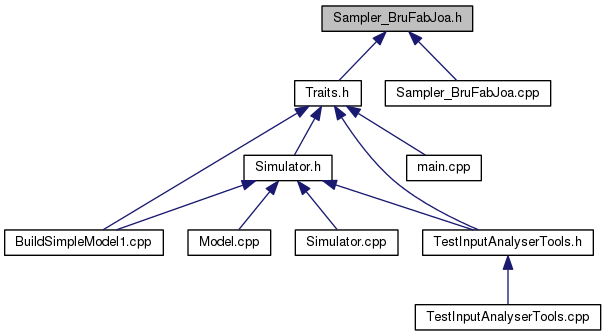 Sampler_BruFabJoa.h
Traits.h
Sampler_BruFabJoa.cpp
Simulator.h
main.cpp
BuildSimpleModel1.cpp
Model.cpp
Simulator.cpp
TestInputAnalyserTools.h
TestInputAnalyserTools.cpp